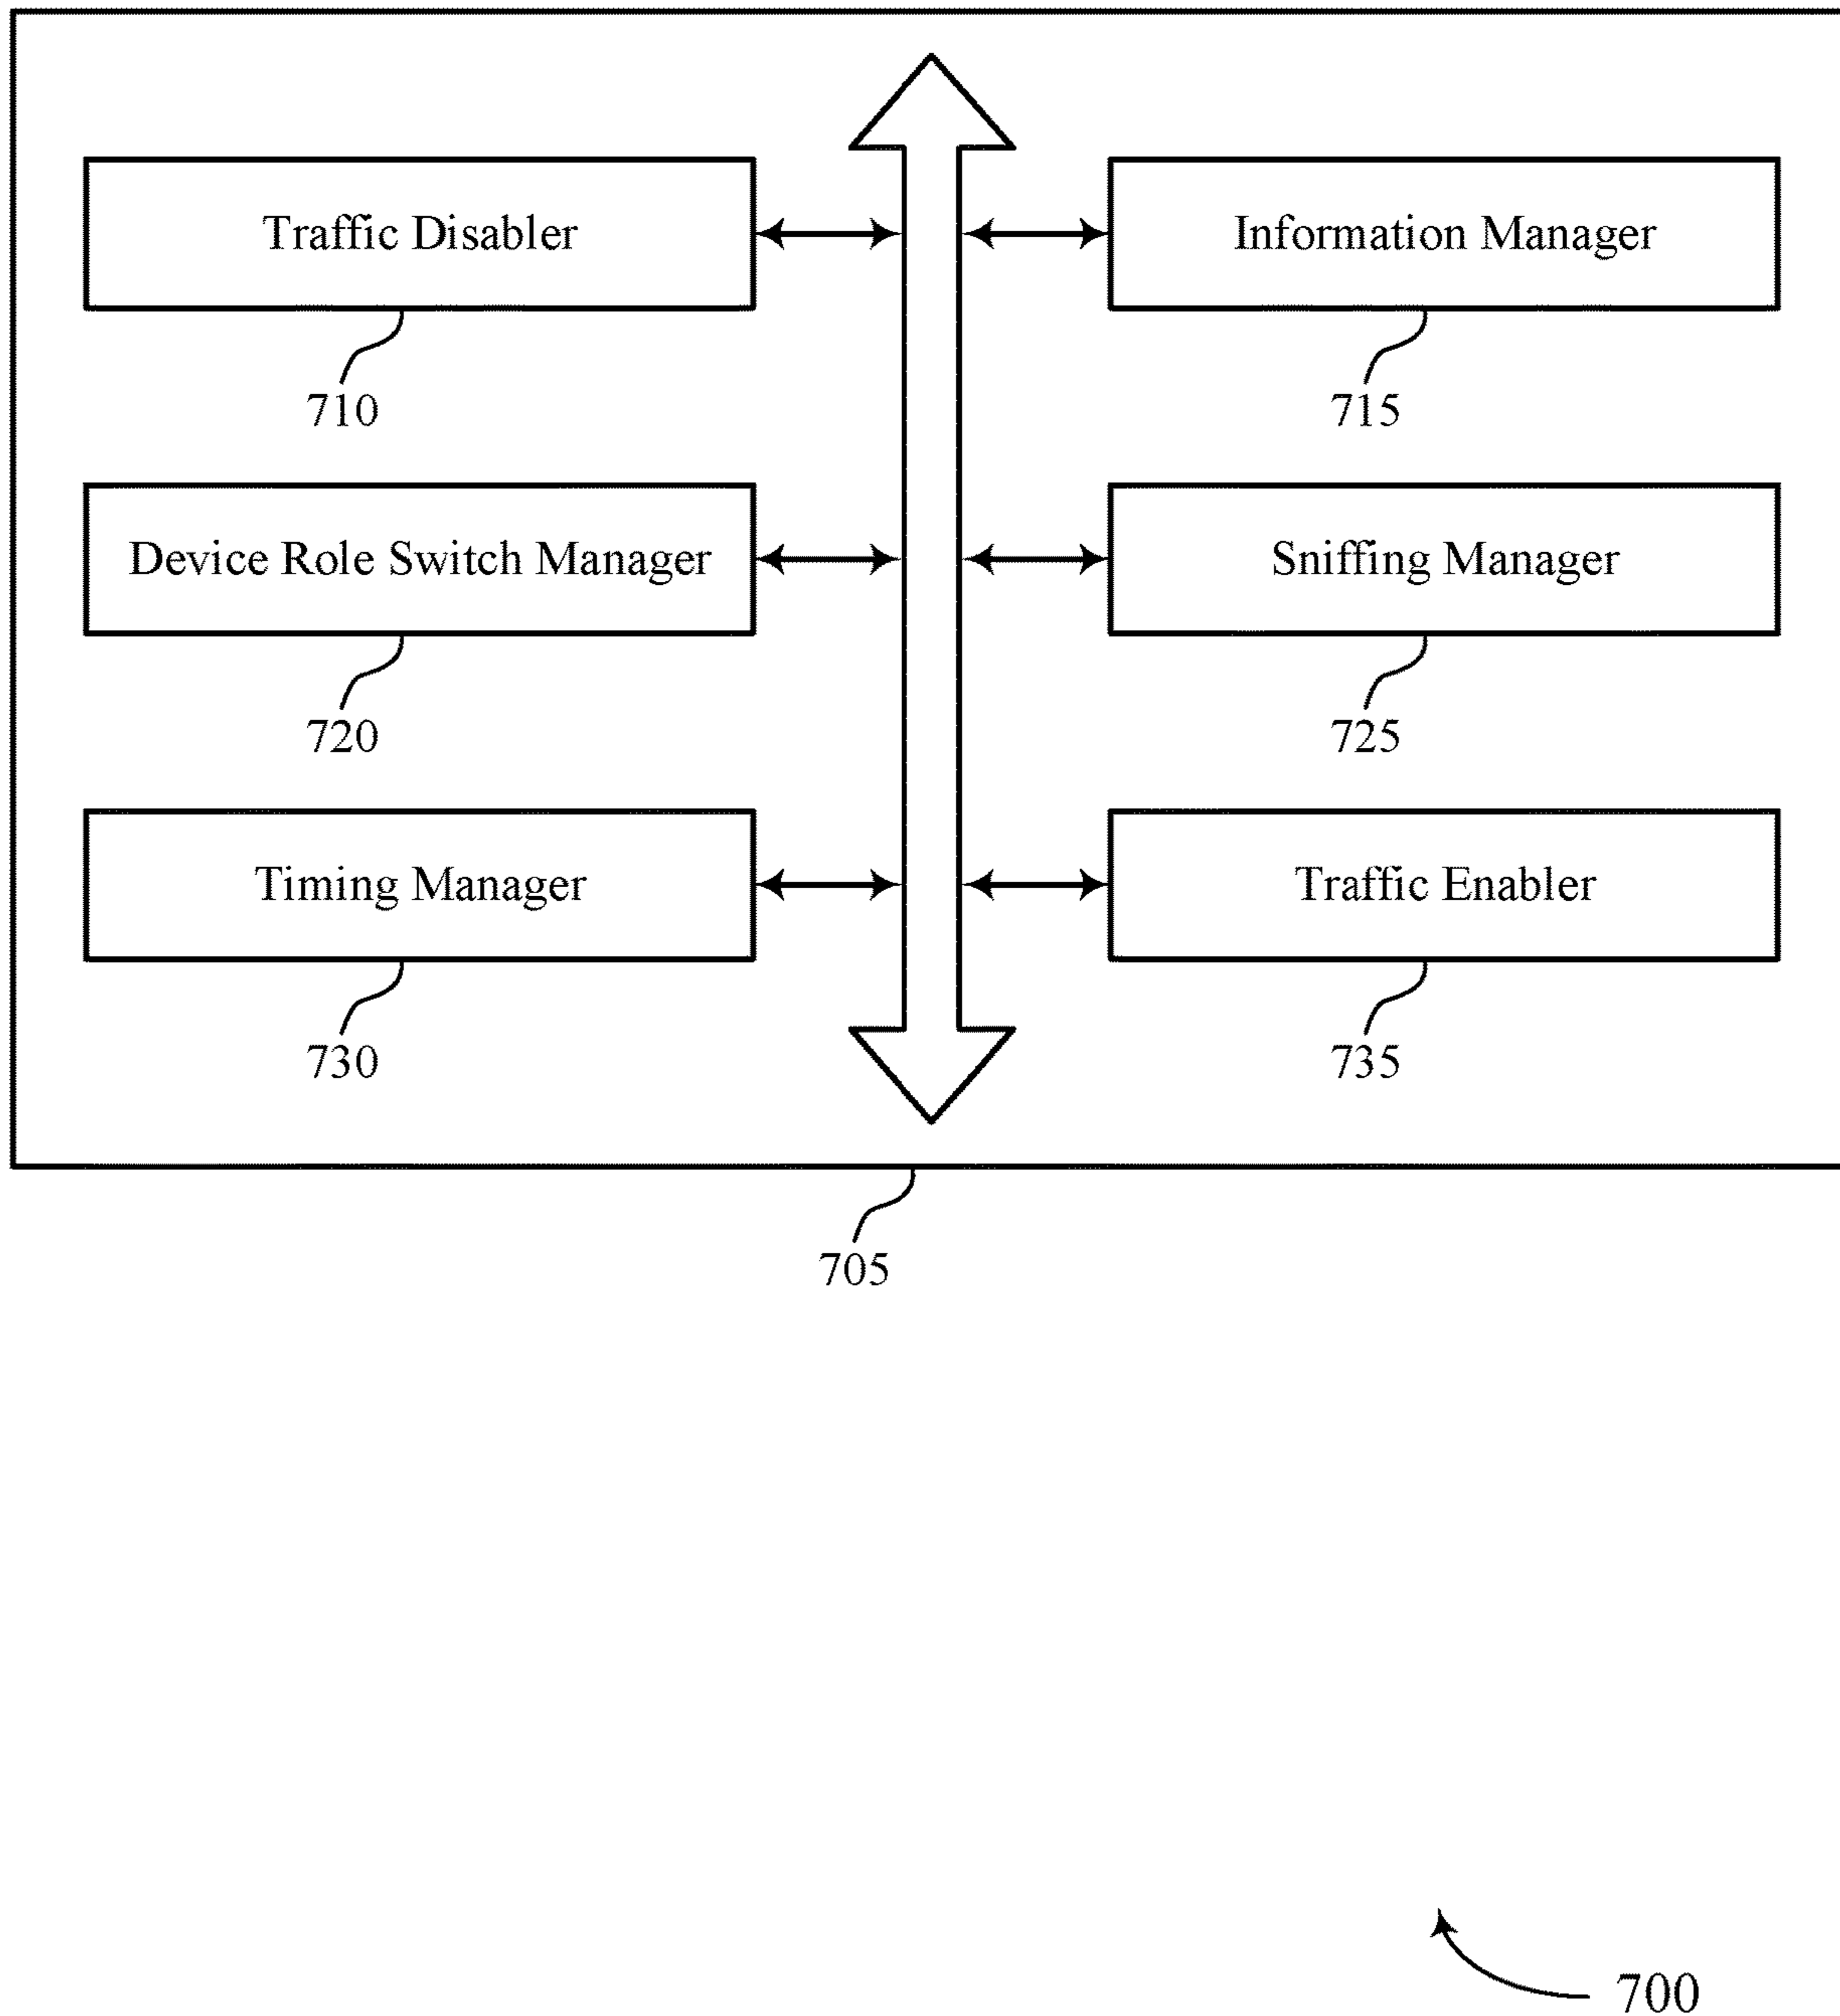 Traffic Disabler
Information Manager
710
715
Device Role Switch Manager
Sniffing Manager
720
725
Timing Manager
Traffic Enabler
730
735
705
700